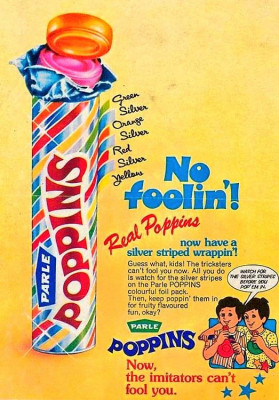 Green
Silver
Orange
Silver
Red
Silver
Yellow
PARLE
POPPINS
No
foolin'!
Real Poppins
now have a
silver striped wrappin'!
Guess what, kids! The tricksters
can't fool you now. All you do
is watch for the silver stripes
on the Parle POPPINS
colourful foil pack.
Then, keep poppin' them in
for fruity flavoured
fun, okay?
WATCH FOR
THE SILVER STRIPES
BEFORE YOU
POP 'EM IN.
PARLE
POPPINS
Now,
the imitators can't
fool you.